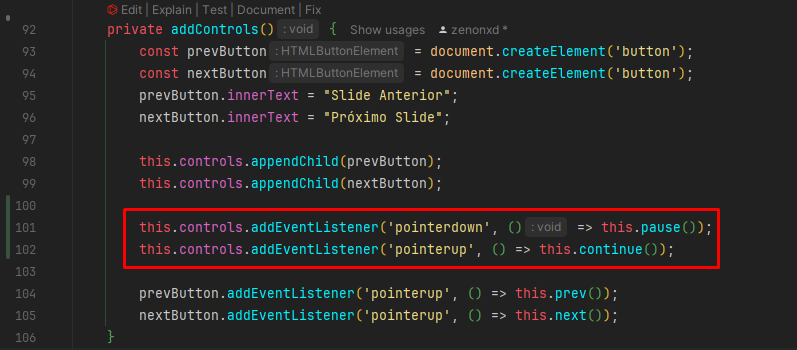 Edit | Explain | Test | Document | Fix
92 private addControls() : void { Show usages zenonxd *
93 const prevButton : HTMLButtonElement = document.createElement('button');
94 const nextButton : HTMLButtonElement = document.createElement('button');
95 prevButton.innerText = "Slide Anterior";
96 nextButton.innerText = "Próximo Slide";
97
98 this.controls.appendChild(prevButton);
99 this.controls.appendChild(nextButton);
100
101 this.controls.addEventListener('pointerdown', () : void => this.pause());
102 this.controls.addEventListener('pointerup', () => this.continue());
103
104 prevButton.addEventListener('pointerup', () => this.prev());
105 nextButton.addEventListener('pointerup', () => this.next());
106 }